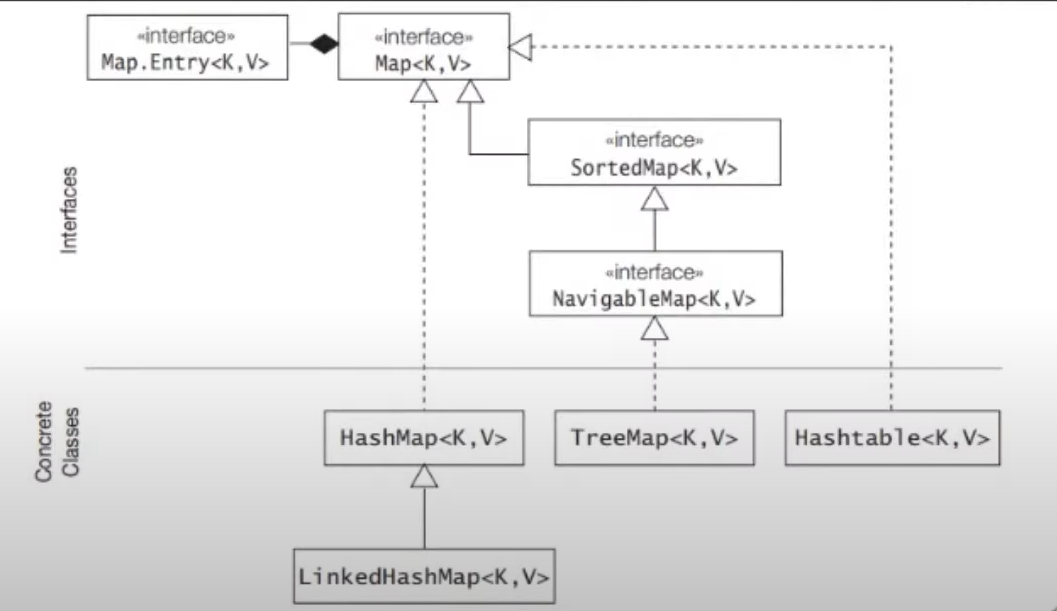 «interface»
Map.Entry<K,V>
«interface»
Map<K,V>
«interface»
SortedMap<K,V>
«interface»
NavigableMap<K,V>
Interfaces
Concrete
Classes
HashMap<K,V>
TreeMap<K,V>
Hashtable<K,V>
LinkedHashMap<K,V>